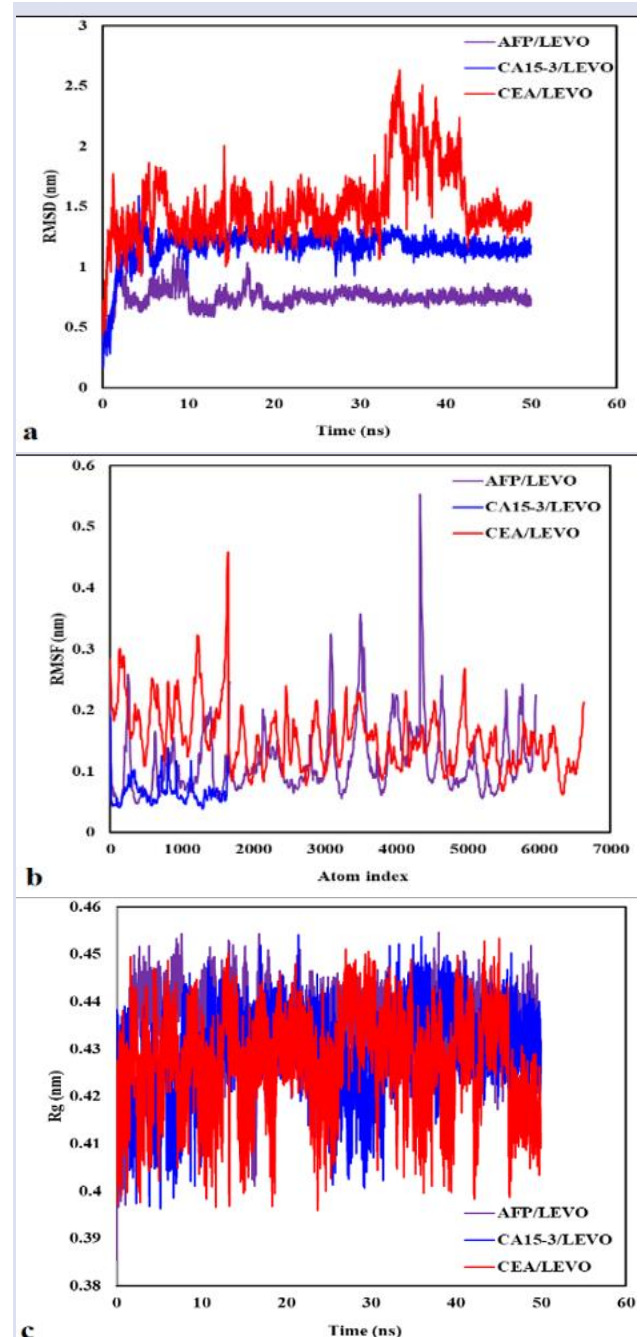 3
2.5
2
1.5
1
0.5
0
RMSD (nm)
AFP/LEVO
CA15-3/LEVO
CEA/LEVO
0 10 20 30 40 50 60
Time (ns)
a
0.6
0.5
0.4
0.3
0.2
0.1
0
RMSF (nm)
AFP/LEVO
CA15-3/LEVO
CEA/LEVO
0 1000 2000 3000 4000 5000 6000 7000
Atom index
b
0.46
0.45
0.44
0.43
0.42
0.41
0.4
0.39
0.38
Rg (nm)
AFP/LEVO
CA15-3/LEVO
CEA/LEVO
0 10 20 30 40 50 60
Time (ns)
c